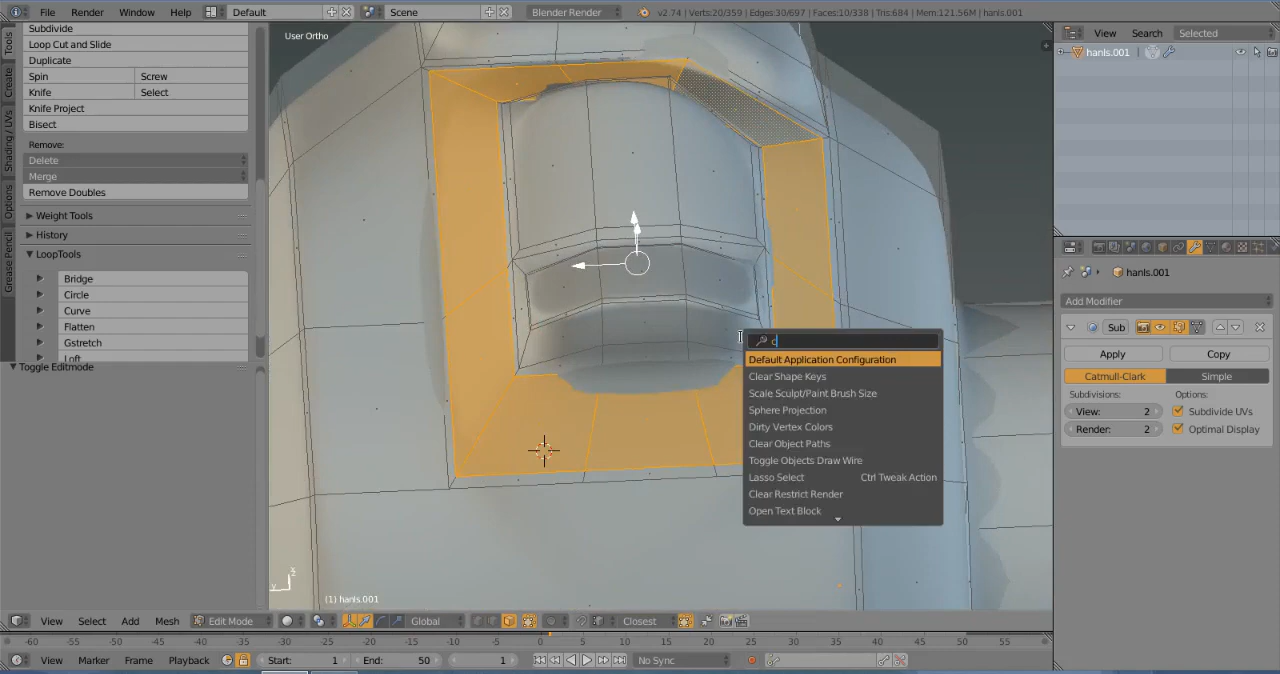 File Render Window Help Default Scene Blender Render v2.74 | Verts:20/359 | Edges:30/697 | Faces:10/338 | Tris:684 | Mem:121.56M | hanls.001
Tools
Create
Shading / UVs
Options
Grease Pencil
Subdivide
Loop Cut and Slide
Duplicate
Spin Screw
Knife Select
Knife Project
Bisect
Remove:
Delete
Merge
Remove Doubles
Weight Tools
History
LoopTools
Bridge
Circle
Curve
Flatten
Gstretch
Loft
Toggle Editmode
User Ortho
c
Default Application Configuration
Clear Shape Keys
Scale Sculpt/Paint Brush Size
Sphere Projection
Dirty Vertex Colors
Clear Object Paths
Toggle Objects Draw Wire
Lasso Select Ctrl Tweak Action
Clear Restrict Render
Open Text Block
(1) hanls.001
View Search Selected
hanls.001
hanls.001
Add Modifier
Sub
Apply Copy
Catmull-Clark Simple
Subdivisions: Options:
View: 2 Subdivide UVs
Render: 2 Optimal Display
View Select Add Mesh Edit Mode Global Closest
-60 -55 -50 -45 -40 -35 -30 -25 -20 -15 -10 -5 0 5 10 15 20 25 30 35 40 45 50 55
View Marker Frame Playback Start: 1 End: 50 1 No Sync